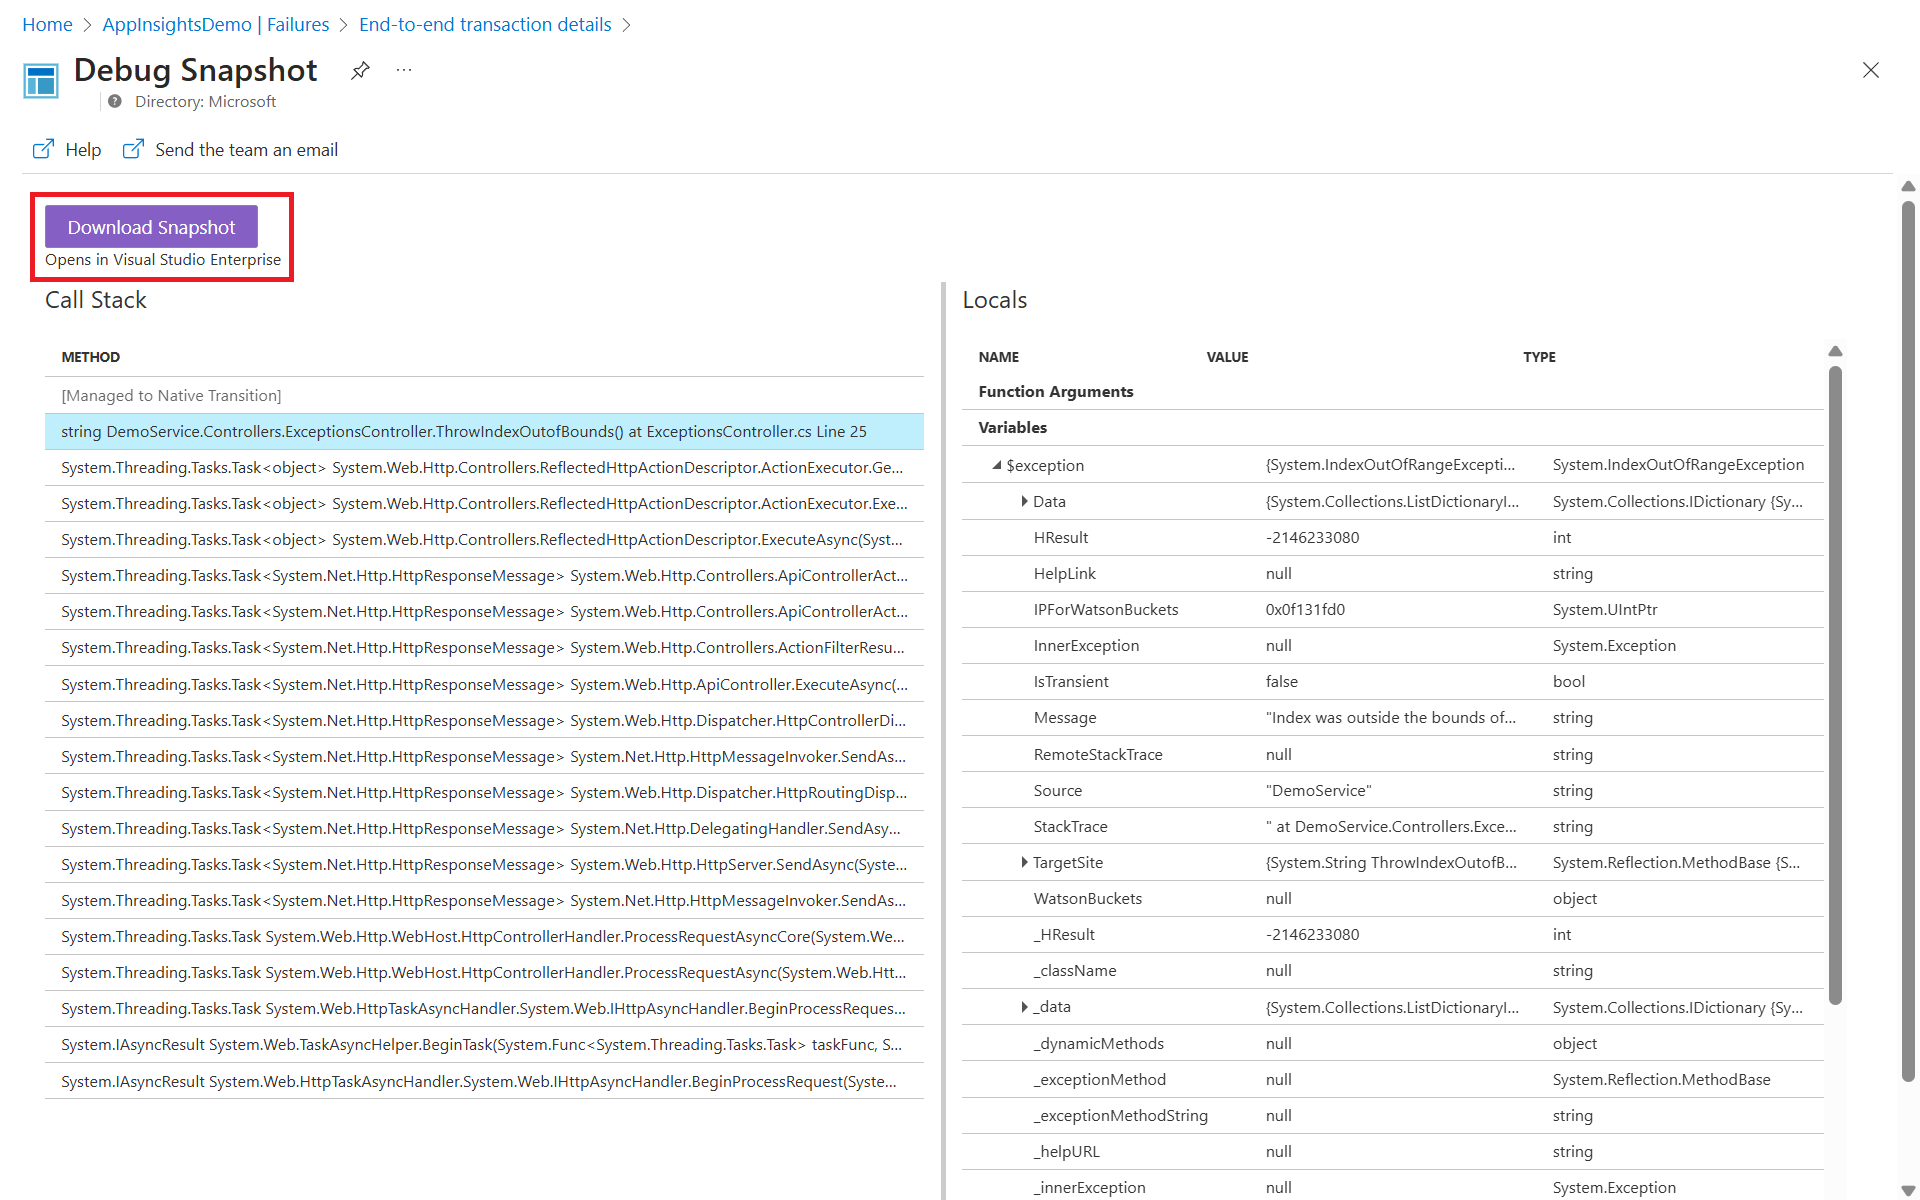 Home > AppInsightsDemo | Failures > End-to-end transaction details >
Debug Snapshot ...
Directory: Microsoft
Help Send the team an email
Download Snapshot
Opens in Visual Studio Enterprise
Call Stack
METHOD
[Managed to Native Transition]
string DemoService.Controllers.ExceptionsController.ThrowIndexOutofBounds() at ExceptionsController.cs Line 25
System.Threading.Tasks.Task<object> System.Web.Http.Controllers.ReflectedHttpActionDescriptor.ActionExecutor.Ge...
System.Threading.Tasks.Task<object> System.Web.Http.Controllers.ReflectedHttpActionDescriptor.ActionExecutor.Exe...
System.Threading.Tasks.Task<object> System.Web.Http.Controllers.ReflectedHttpActionDescriptor.ExecuteAsync(Syst...
System.Threading.Tasks.Task<System.Net.Http.HttpResponseMessage> System.Web.Http.Controllers.ApiControllerAct...
System.Threading.Tasks.Task<System.Net.Http.HttpResponseMessage> System.Web.Http.Controllers.ApiControllerAct...
System.Threading.Tasks.Task<System.Net.Http.HttpResponseMessage> System.Web.Http.Controllers.ActionFilterResu...
System.Threading.Tasks.Task<System.Net.Http.HttpResponseMessage> System.Web.Http.ApiController.ExecuteAsync(...
System.Threading.Tasks.Task<System.Net.Http.HttpResponseMessage> System.Web.Http.Dispatcher.HttpControllerDi...
System.Threading.Tasks.Task<System.Net.Http.HttpResponseMessage> System.Net.Http.HttpMessageInvoker.SendAs...
System.Threading.Tasks.Task<System.Net.Http.HttpResponseMessage> System.Web.Http.Dispatcher.HttpRoutingDisp...
System.Threading.Tasks.Task<System.Net.Http.HttpResponseMessage> System.Net.Http.DelegatingHandler.SendAsy...
System.Threading.Tasks.Task<System.Net.Http.HttpResponseMessage> System.Web.Http.HttpServer.SendAsync(Syste...
System.Threading.Tasks.Task<System.Net.Http.HttpResponseMessage> System.Net.Http.HttpMessageInvoker.SendAs...
System.Threading.Tasks.Task System.Web.Http.WebHost.HttpControllerHandler.ProcessRequestAsyncCore(System.We...
System.Threading.Tasks.Task System.Web.Http.WebHost.HttpControllerHandler.ProcessRequestAsync(System.Web.Htt...
System.Threading.Tasks.Task System.Web.HttpTaskAsyncHandler.System.Web.IHttpAsyncHandler.BeginProcessReques...
System.IAsyncResult System.Web.TaskAsyncHelper.BeginTask(System.Func<System.Threading.Tasks.Task> taskFunc, S...
System.IAsyncResult System.Web.HttpTaskAsyncHandler.System.Web.IHttpAsyncHandler.BeginProcessRequest(Syste...
Locals
NAME VALUE TYPE
Function Arguments
Variables
$exception {System.IndexOutOfRangeExcepti... System.IndexOutOfRangeException
Data {System.Collections.ListDictionaryI... System.Collections.IDictionary {Sy...
HResult -2146233080 int
HelpLink null string
IPForWatsonBuckets 0x0f131fd0 System.UIntPtr
InnerException null System.Exception
IsTransient false bool
Message "Index was outside the bounds of... string
RemoteStackTrace null string
Source "DemoService" string
StackTrace " at DemoService.Controllers.Exce... string
TargetSite {System.String ThrowIndexOutofB... System.Reflection.MethodBase {S...
WatsonBuckets null object
_HResult -2146233080 int
_className null string
_data {System.Collections.ListDictionaryI... System.Collections.IDictionary {Sy...
_dynamicMethods null object
_exceptionMethod null System.Reflection.MethodBase
_exceptionMethodString null string
_helpURL null string
_innerException null System.Exception